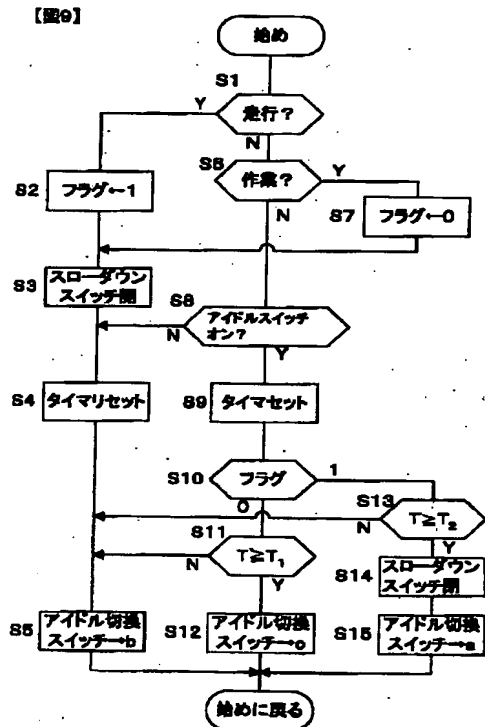 【図9】
始め
S1
走行？
Y
N
S6
作業？
Y
N
S2
フラグ←1
S7
フラグ←0
S3
スローダウン
スイッチ閉
S8
アイドルスイッチ
オン？
N
Y
S4
タイマリセット
S9
タイマセット
S10
フラグ
1
0
S13
T≧T₂
N
Y
S11
T≧T₁
N
Y
S14
スローダウン
スイッチ閉
S5
アイドル切換
スイッチ→b
S12
アイドル切換
スイッチ→c
S15
アイドル切換
スイッチ→a
始めに戻る